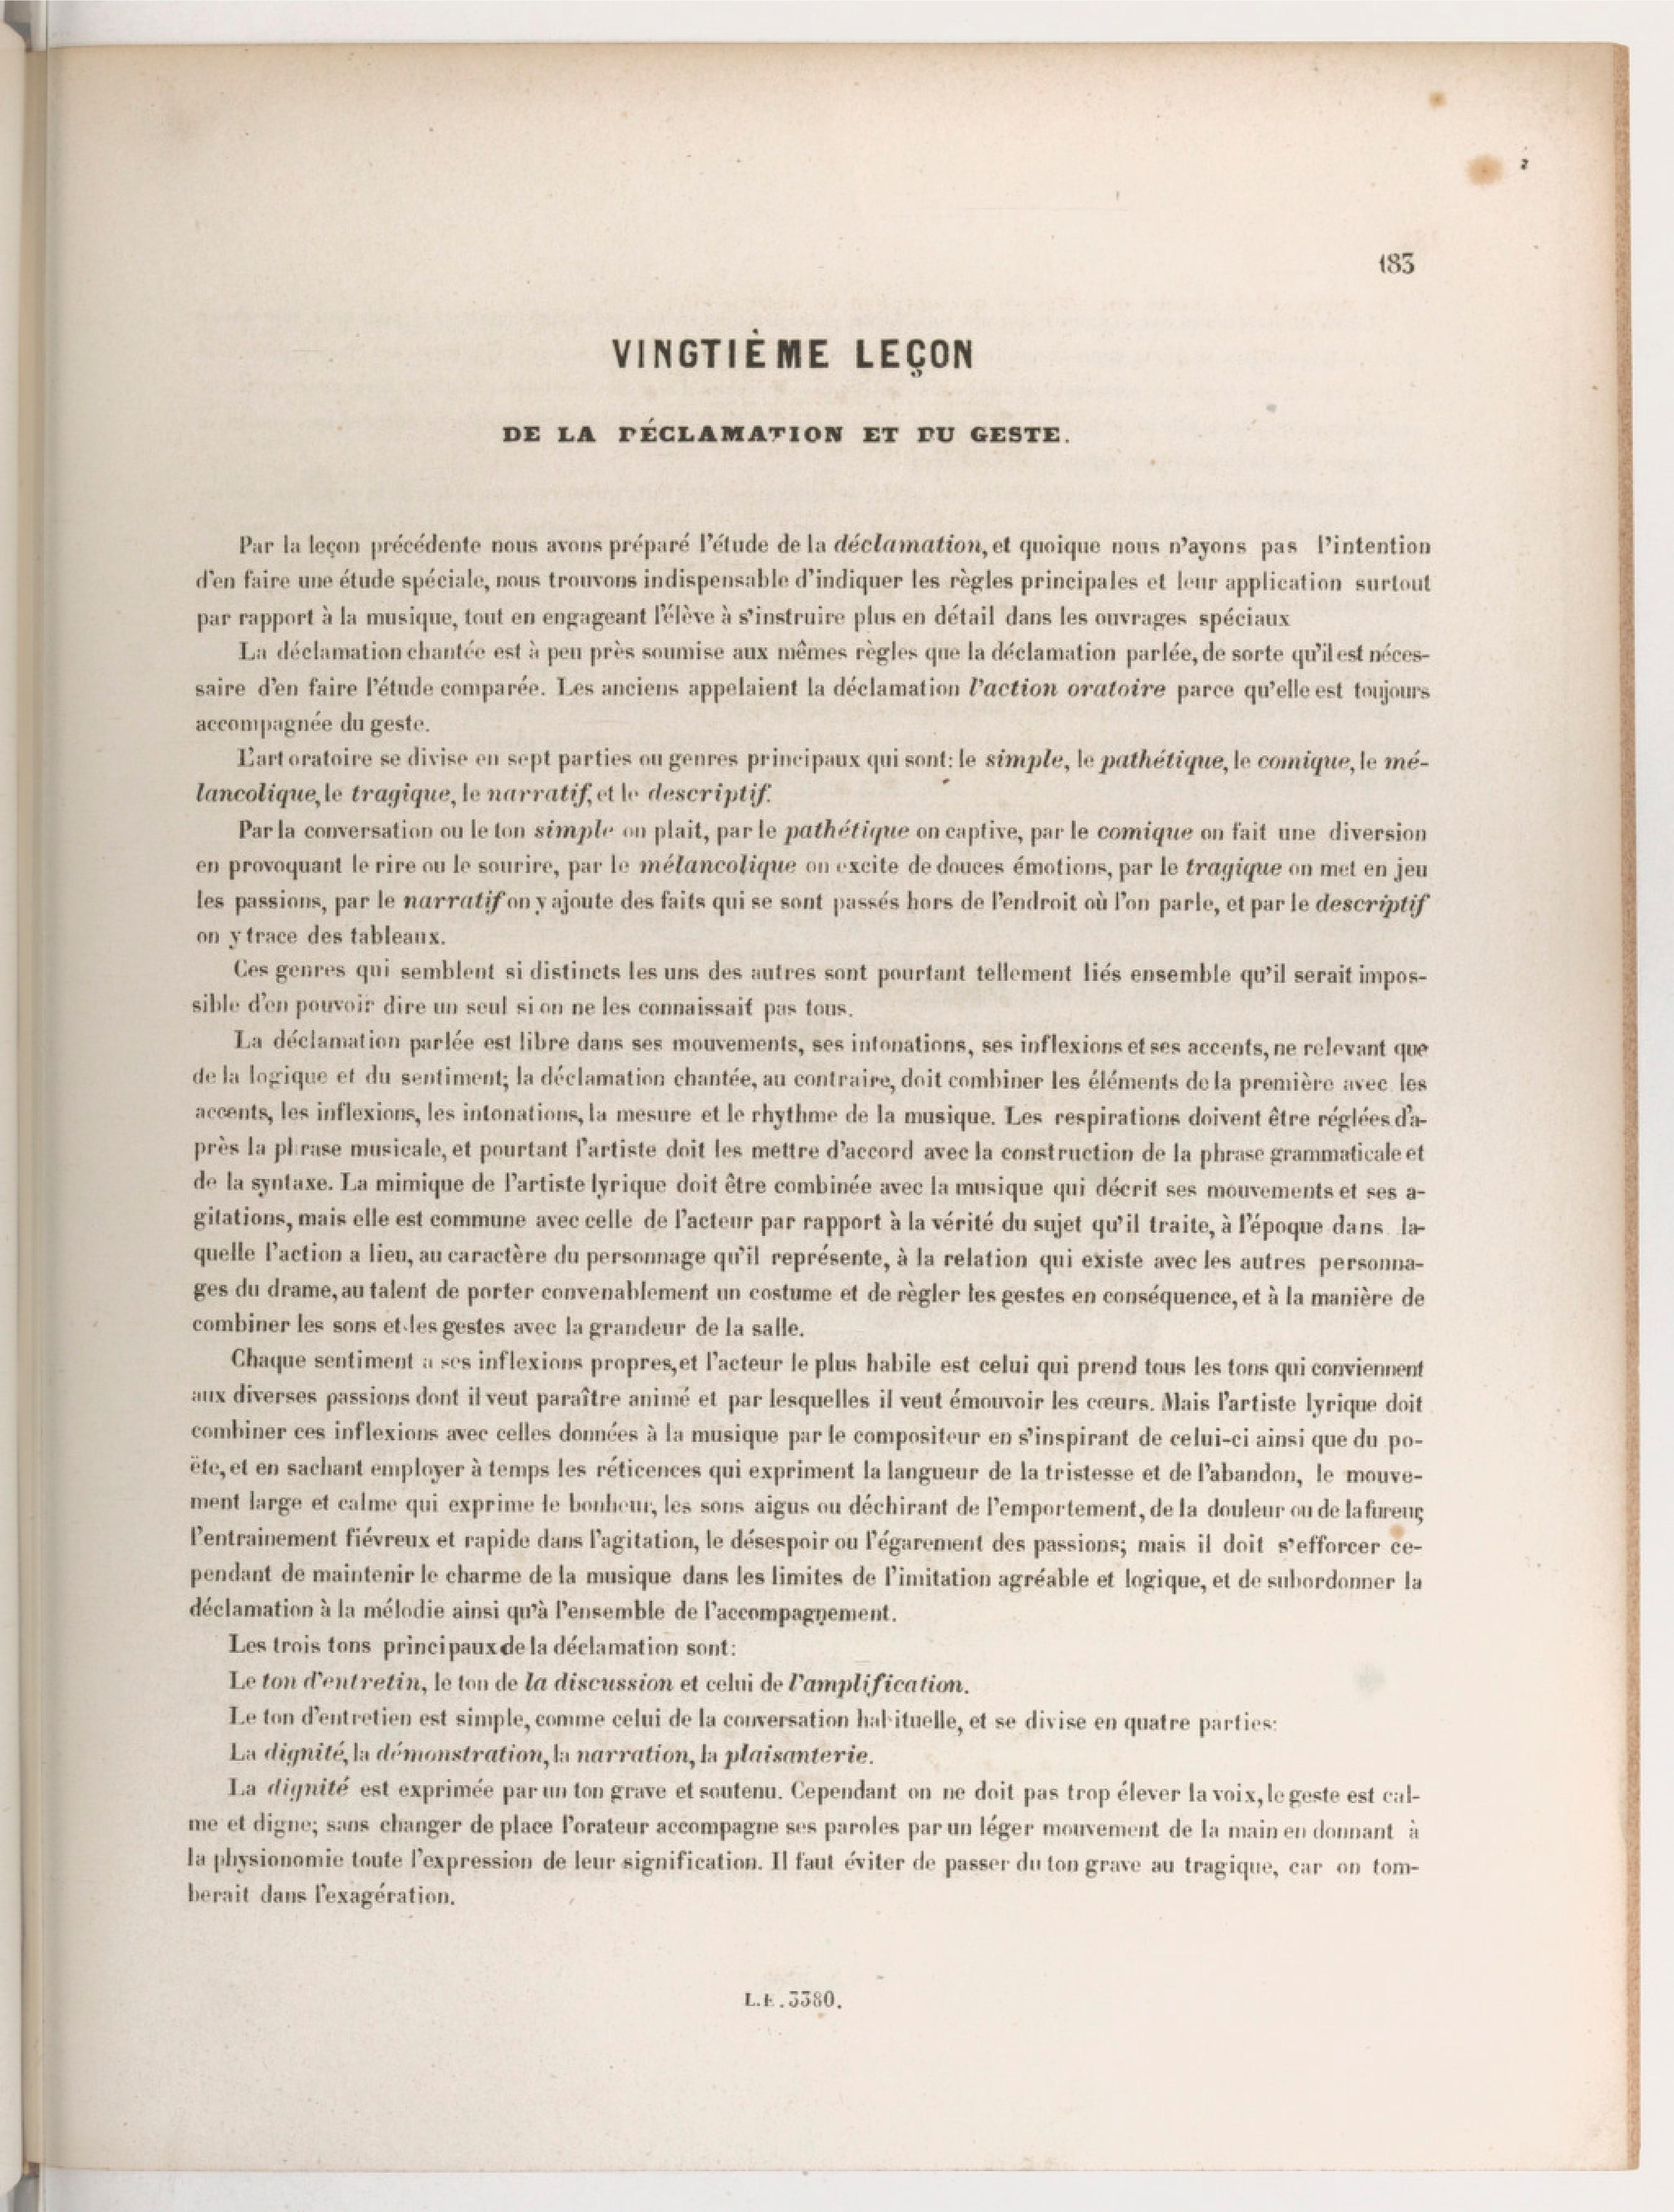 183
VINGTIÈME LEÇON
DE LA DÉCLAMATION ET DU GESTE.
Par la leçon précédente nous avons préparé l'étude de la déclamation, et quoique nous n'ayons pas l'intention
d'en faire une étude spéciale, nous trouvons indispensable d'indiquer les règles principales et leur application surtout
par rapport à la musique, tout en engageant l'élève à s'instruire plus en détail dans les ouvrages spéciaux
La déclamation chantée est à peu près soumise aux mêmes règles que la déclamation parlée, de sorte qu'il est néces-
saire d'en faire l'étude comparée. Les anciens appelaient la déclamation l'action oratoire parce qu'elle est toujours
accompagnée du geste.
L'art oratoire se divise en sept parties ou genres principaux qui sont: le simple, le pathétique, le comique, le mé-
lancolique, le tragique, le narratif, et le descriptif.
Par la conversation ou le ton simple on plait, par le pathétique on captive, par le comique on fait une diversion
en provoquant le rire ou le sourire, par le mélancolique on excite de douces émotions, par le tragique on met en jeu
les passions, par le narratif on y ajoute des faits qui se sont passés hors de l'endroit où l'on parle, et par le descriptif
on y trace des tableaux.
Ces genres qui semblent si distincts les uns des autres sont pourtant tellement liés ensemble qu'il serait impos-
sible d'en pouvoir dire un seul si on ne les connaissait pas tous.
La déclamation parlée est libre dans ses mouvements, ses intonations, ses inflexions et ses accents, ne relevant que
de la logique et du sentiment; la déclamation chantée, au contraire, doit combiner les éléments de la première avec les
accents, les inflexions, les intonations, la mesure et le rhythme de la musique. Les respirations doivent être réglées d'a-
près la phrase musicale, et pourtant l'artiste doit les mettre d'accord avec la construction de la phrase grammaticale et
de la syntaxe. La mimique de l'artiste lyrique doit être combinée avec la musique qui décrit ses mouvements et ses a-
gitations, mais elle est commune avec celle de l'acteur par rapport à la vérité du sujet qu'il traite, à l'époque dans la-
quelle l'action a lieu, au caractère du personnage qu'il représente, à la relation qui existe avec les autres personna-
ges du drame, au talent de porter convenablement un costume et de règler les gestes en conséquence, et à la manière de
combiner les sons et les gestes avec la grandeur de la salle.
Chaque sentiment a ses inflexions propres, et l'acteur le plus habile est celui qui prend tous les tons qui conviennent
aux diverses passions dont il veut paraître animé et par lesquelles il veut émouvoir les cœurs. Mais l'artiste lyrique doit
combiner ces inflexions avec celles données à la musique par le compositeur en s'inspirant de celui-ci ainsi que du po-
ëte, et en sachant employer à temps les réticences qui expriment la langueur de la tristesse et de l'abandon, le mouve-
ment large et calme qui exprime le bonheur, les sons aigus ou déchirant de l'emportement, de la douleur ou de la fureur,
l'entrainement fiévreux et rapide dans l'agitation, le désespoir ou l'égarement des passions; mais il doit s'efforcer ce-
pendant de maintenir le charme de la musique dans les limites de l'imitation agréable et logique, et de subordonner la
déclamation à la mélodie ainsi qu'à l'ensemble de l'accompagnement.
Les trois tons principaux de la déclamation sont:
Le ton d'entretin, le ton de la discussion et celui de l'amplification.
Le ton d'entretien est simple, comme celui de la conversation habituelle, et se divise en quatre parties:
La dignité, la démonstration, la narration, la plaisanterie.
La dignité est exprimée par un ton grave et soutenu. Cependant on ne doit pas trop élever la voix, le geste est cal-
me et digne; sans changer de place l'orateur accompagne ses paroles par un léger mouvement de la main en donnant à
la physionomie toute l'expression de leur signification. Il faut éviter de passer du ton grave au tragique, car on tom-
berait dans l'exagération.
L.E. 3380.